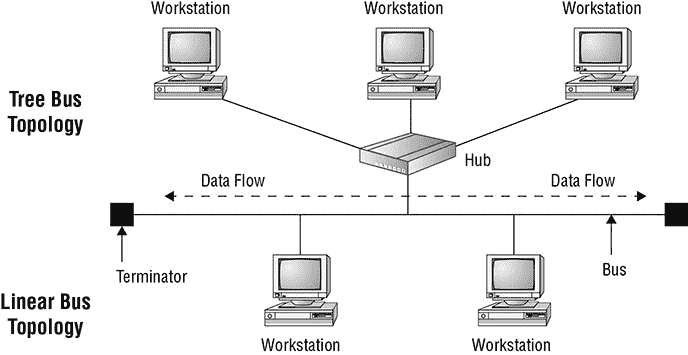 Workstation
Workstation
Workstation
Tree Bus
Topology
Hub
Data Flow
Data Flow
Terminator
Bus
Linear Bus
Topology
Workstation
Workstation